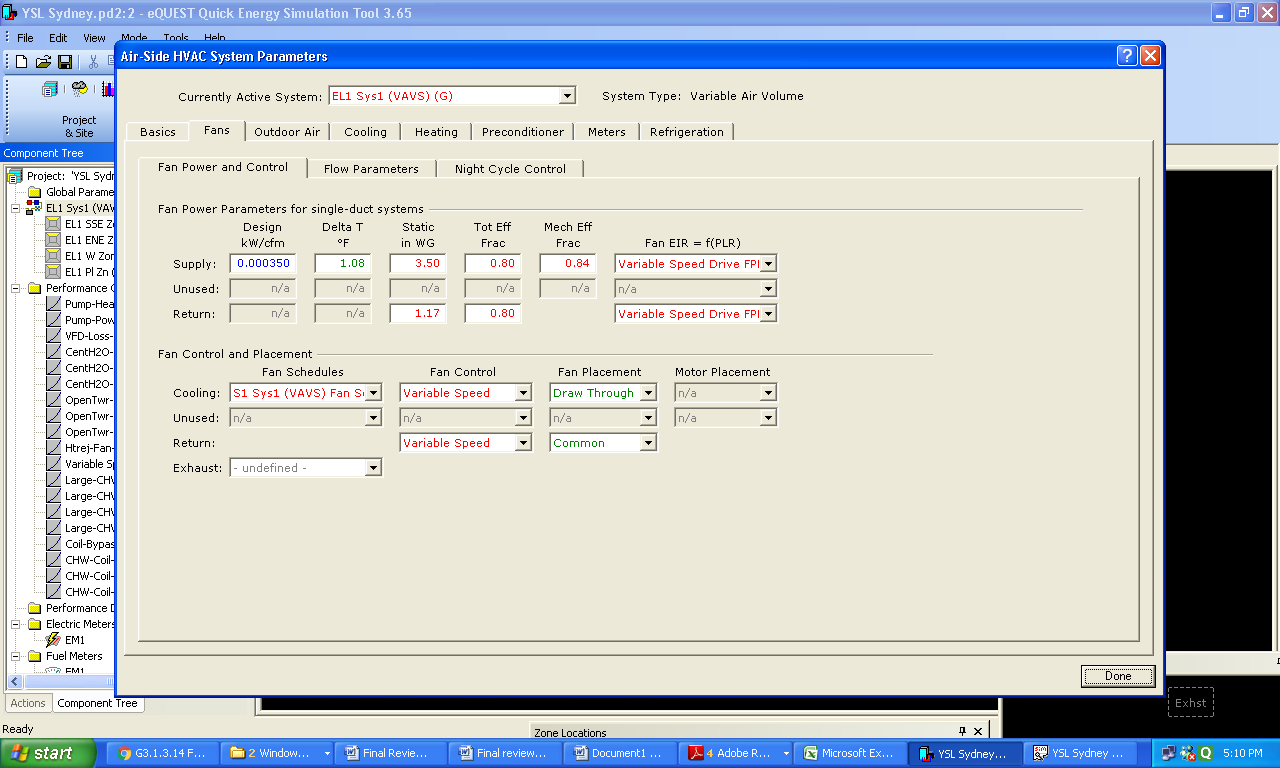 YSL Sydney.pd2:2 - eQUEST Quick Energy Simulation Tool 3.65
File Edit View Mode Tools Help
Air-Side HVAC System Parameters
Currently Active System: EL1 Sys1 (VAVS) (G) System Type: Variable Air Volume
Project
& Site
Basics Fans Outdoor Air Cooling Heating Preconditioner Meters Refrigeration
Component Tree
Fan Power and Control Flow Parameters Night Cycle Control
Project: 'YSL Sydn
Global Parame
EL1 Sys1 (VAV
EL1 SSE Zo
EL1 ENE Z
EL1 W Zon
EL1 Pl Zn (
Performance C
Pump-Hea
Pump-Pow
VFD-Loss-
CentH2O-
CentH2O-
CentH2O-
OpenTwr-
OpenTwr-
OpenTwr-
Htrej-Fan-
Variable Sp
Large-CHW
Large-CHW
Large-CHW
Large-CHW
Coil-Bypas
CHW-Coil-
CHW-Coil-
CHW-Coil-
Performance D
Electric Meters
EM1
Fuel Meters
FM1
Fan Power Parameters for single-duct systems
Design Delta T Static Tot Eff Mech Eff
kW/cfm °F in WG Frac Frac Fan EIR = f(PLR)
Supply: 0.000350 1.08 3.50 0.80 0.84 Variable Speed Drive FPI
Unused: n/a n/a n/a n/a n/a n/a
Return: n/a n/a 1.17 0.80 Variable Speed Drive FPI
Fan Control and Placement
Fan Schedules Fan Control Fan Placement Motor Placement
Cooling: S1 Sys1 (VAVS) Fan S Variable Speed Draw Through n/a
Unused: n/a n/a n/a n/a
Return: Variable Speed Common
Exhaust: - undefined -
Done
Actions Component Tree
Exhst
Ready
Zone Locations
start G3.1.3.14 F... 2 Window... Final Revie... Final review... Document1 ... 4 Adobe R... Microsoft Ex... YSL Sydney... YSL Sydney ... 5:10 PM